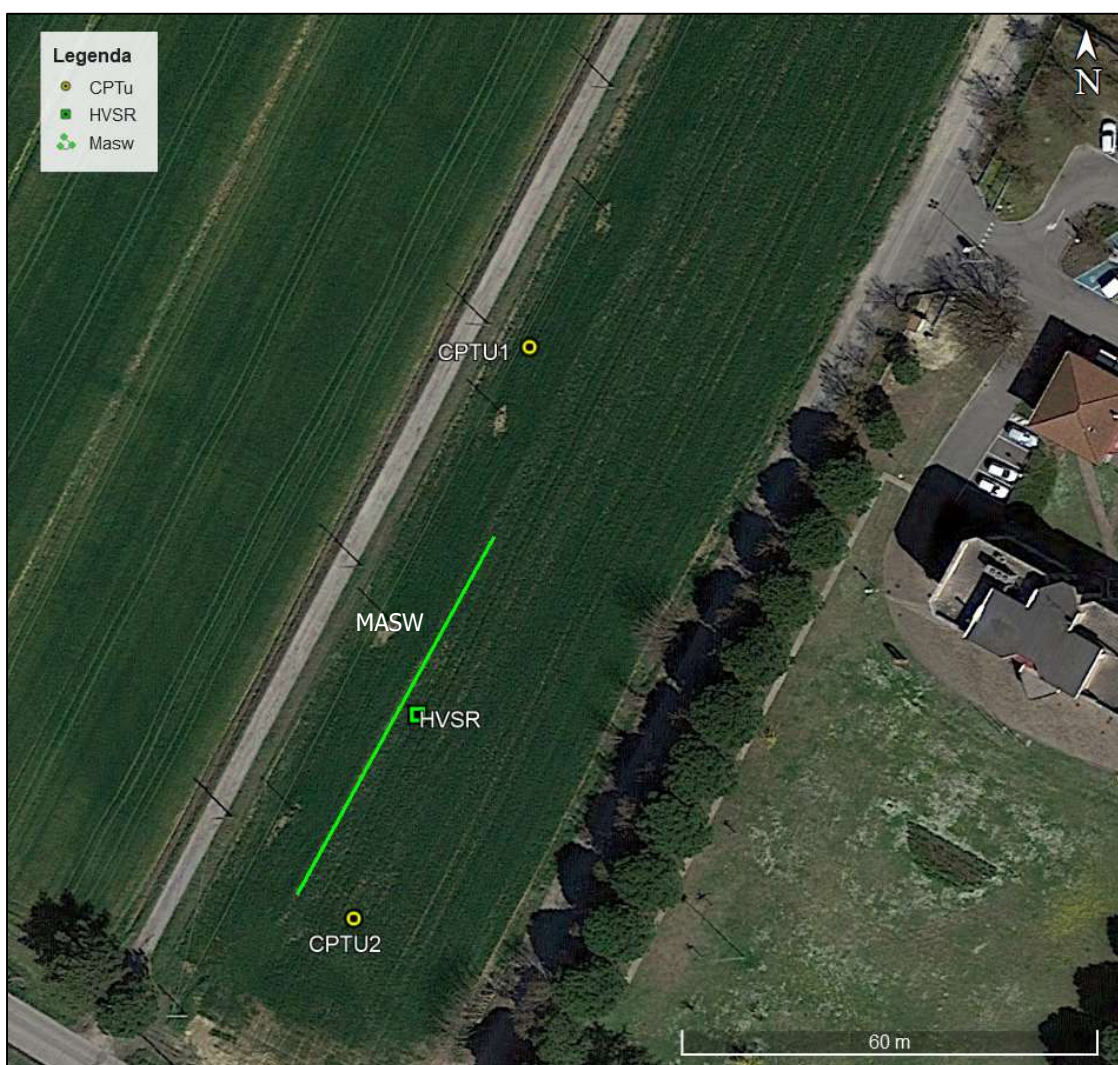 Legenda
CPTu
HVSR
Masw
N
CPTU1
MASW
HVSR
CPTU2
60 m